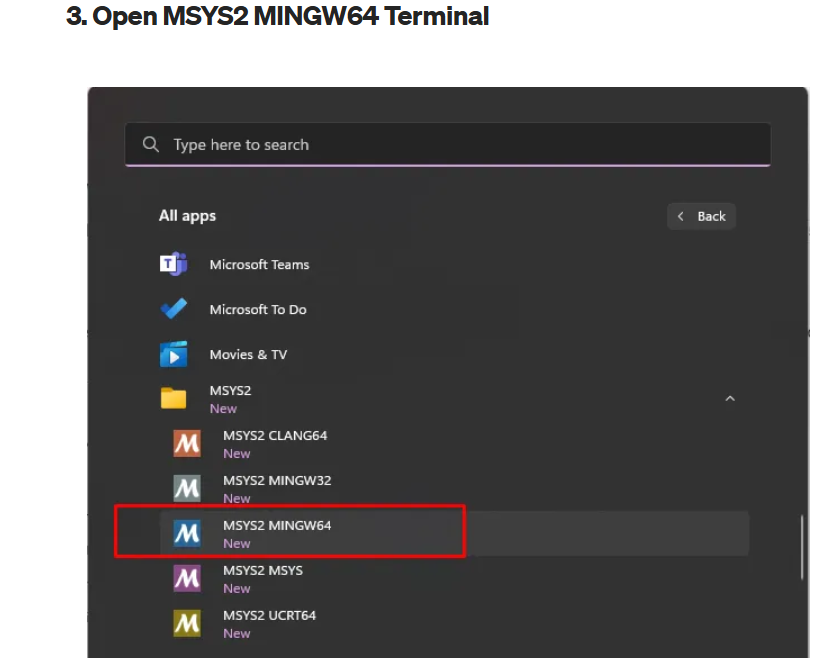 3. Open MSYS2 MINGW64 Terminal
Type here to search
All apps
Back
Microsoft Teams
Microsoft To Do
Movies & TV
MSYS2
New
MSYS2 CLANG64
New
MSYS2 MINGW32
New
MSYS2 MINGW64
New
MSYS2 MSYS
New
MSYS2 UCRT64
New